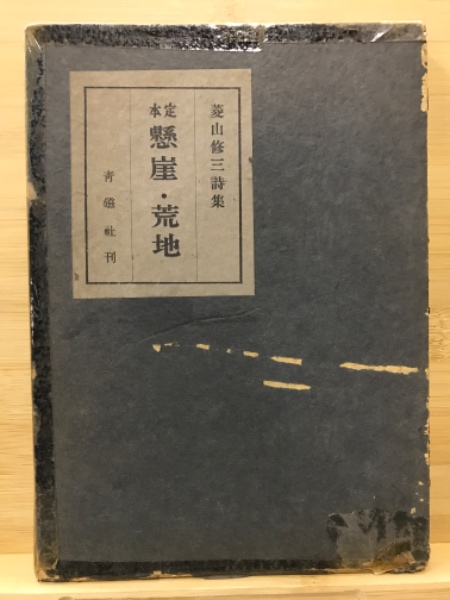 菱山修三詩集
定本
懸崖・荒地
青磁社刊